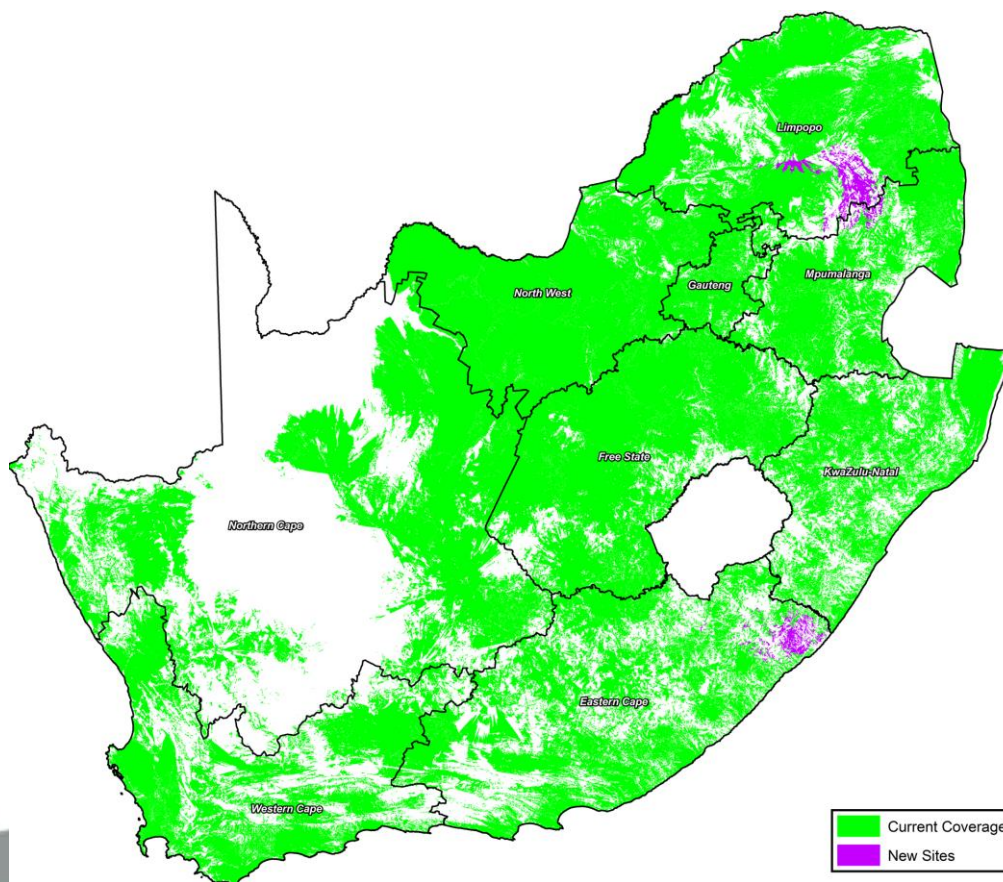 Limpopo
Mpumalanga
North West
Gauteng
Free State
KwaZulu-Natal
Northern Cape
Eastern Cape
Western Cape
Current Coverage
New Sites